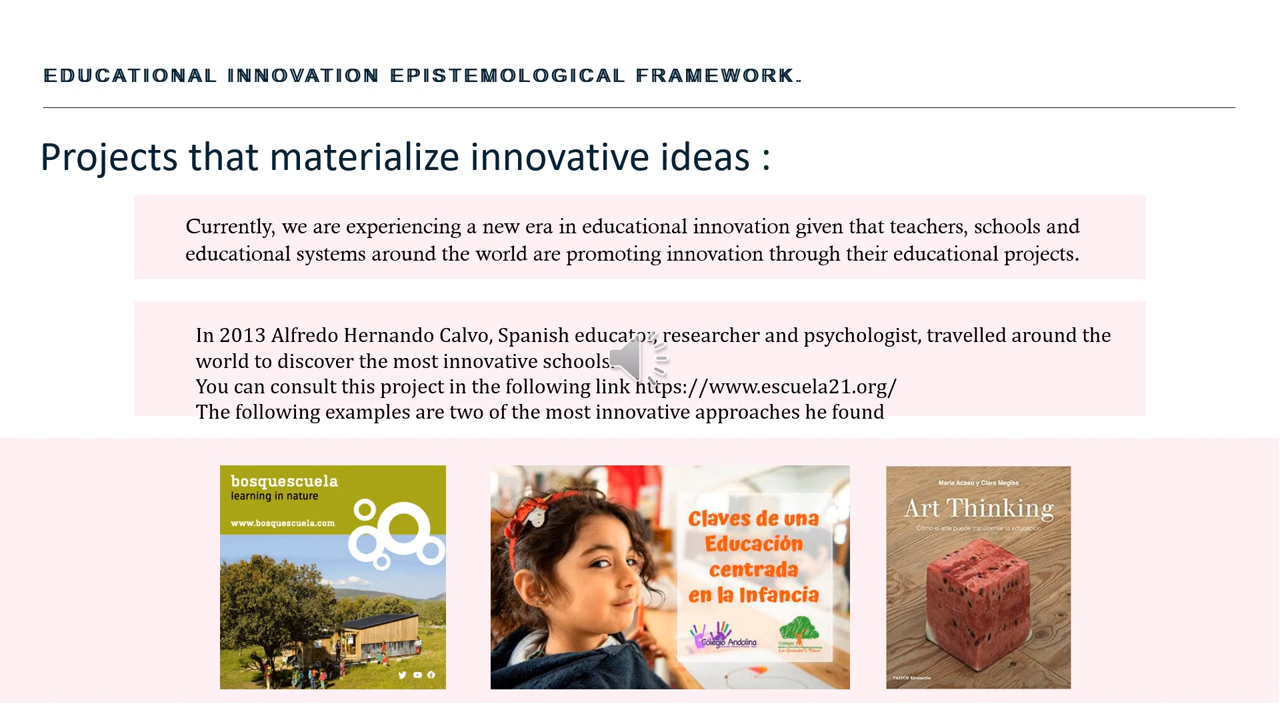 EDUCATIONAL INNOVATION EPISTEMOLOGICAL FRAMEWORK.
Projects that materialize innovative ideas :
Currently, we are experiencing a new era in educational innovation given that teachers, schools and
educational systems around the world are promoting innovation through their educational projects.
In 2013 Alfredo Hernando Calvo, Spanish educator, researcher and psychologist, travelled around the
world to discover the most innovative schools.
You can consult this project in the following link https://www.escuela21.org/
The following examples are two of the most innovative approaches he found
bosquescuela
learning in nature
www.bosquescuela.com
Claves de una
Educación
centrada
en la Infancia
Colegio Andolina
Colegio
María Acaso y Clara Megías
Art Thinking
Cómo el arte puede transformar la educación
PAIDÓS Educación